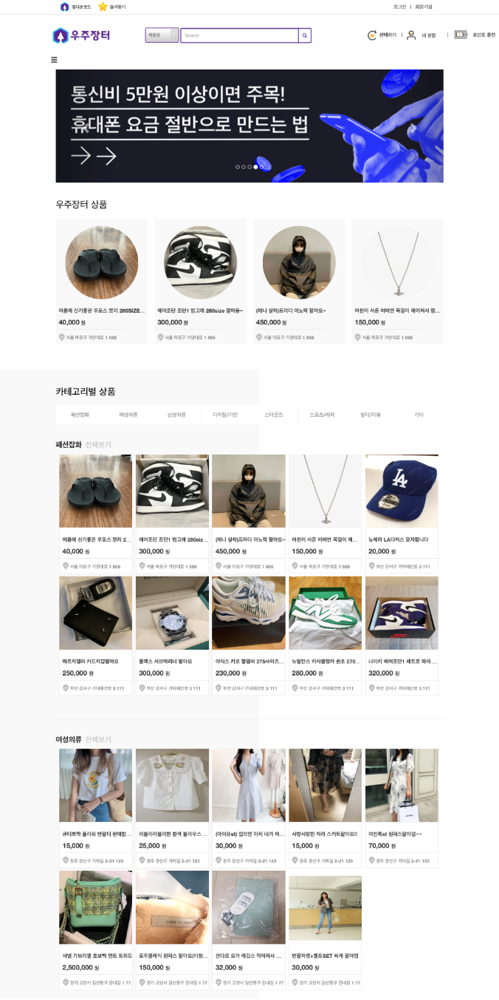 앱다운로드 즐겨찾기 로그인 | 회원가입
우주장터 제품명 Search 판매하기 | 내 상점 | 포인트 충전
통신비 5만원 이상이면 주목!
휴대폰 요금 절반으로 만드는 법
우주장터 상품
여름에 신기좋은 우포스 쪼리 265SIZE...
40,000 원
서울 마포구 가양대로 1 555
에어조던 조던1 범고래 280size 팔아용~
300,000 원
서울 마포구 가양대로 1 555
(제니 실착)프라다 아노락 팔아요~
450,000 원
서울 마포구 가양대로 1 555
여친이 사준 비비안 목걸이 헤어져서 팝...
150,000 원
서울 마포구 가양대로 1 555
카테고리별 상품
패션잡화 여성의류 남성의류 디지털/가전 스타굿즈 스포츠/레저 뷰티/미용 기타
패션잡화 전체보기
여름에 신기좋은 우포스 쪼리 2...
40,000 원
서울 마포구 가양대로 1 555
에어조던 조던1 범고래 280siz...
300,000 원
서울 마포구 가양대로 1 555
(제니 실착)프라다 아노락 팔아요~
450,000 원
서울 마포구 가양대로 1 555
여친이 사준 비비안 목걸이 헤...
150,000 원
서울 마포구 가양대로 1 555
뉴에라 LA다저스 모자팝니다
20,000 원
부산 강서구 가덕해안로 3 111
마르지엘라 카드지갑팔아요
250,000 원
부산 강서구 가덕해안로 3 111
롤렉스 서브마리너 팔아요
300,000 원
부산 강서구 가덕해안로 3 111
아식스 키코 젤델바 275사이즈...
230,000 원
부산 강서구 가덕해안로 3 111
뉴발란스 카사블랑카 흰초 270...
280,000 원
부산 강서구 가덕해안로 3 111
나이키 에어조던1 레트로 하이 ...
320,000 원
부산 강서구 가덕해안로 3 111
여성의류 전체보기
큐티뽀짝 플라워 반팔티 판매합...
15,000 원
광주 광산구 가마길 2-21 123
러블리러블리한 흰색 블라우스 ...
25,000 원
광주 광산구 가마길 2-21 123
(아이유st) 입으면 마치 내가 아...
30,000 원
광주 광산구 가마길 2-21 123
사랑사랑한 자라 스커트팔아요!!
15,000 원
광주 광산구 가마길 2-21 123
여친룩st 원피스팔아염~~
70,000 원
광주 광산구 가마길 2-21 123
샤넬 가브리엘 호보백 민트 트위드
2,500,000 원
경기 고양시 일산동구 감내길 1 77
LOW CLASSIC
로우클래식 원피스 팔아요(이정...
150,000 원
경기 고양시 일산동구 감내길 1 77
안다르 요가 레깅스 작아져서 ...
32,000 원
경기 고양시 일산동구 감내길 1 77
반팔자켓+벨트SET 싸게 팔아염
30,000 원
경기 고양시 일산동구 감내길 1 77